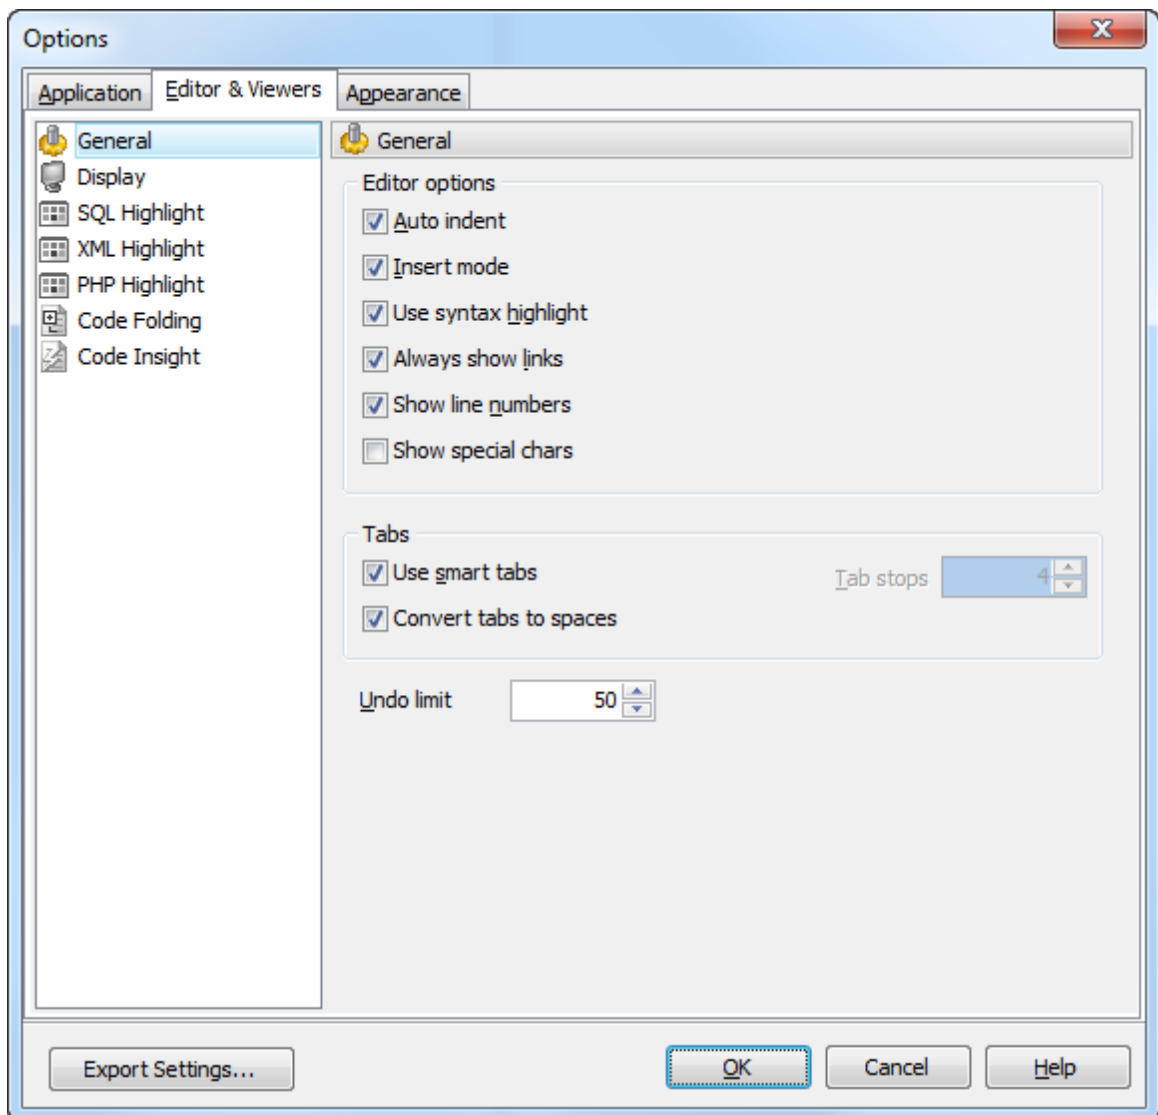 Options
Application Editor & Viewers Appearance
General
Display
SQL Highlight
XML Highlight
PHP Highlight
Code Folding
Code Insight
General
Editor options
Auto indent
Insert mode
Use syntax highlight
Always show links
Show line numbers
Show special chars
Tabs
Use smart tabs
Tab stops 4
Convert tabs to spaces
Undo limit 50
Export Settings... OK Cancel Help